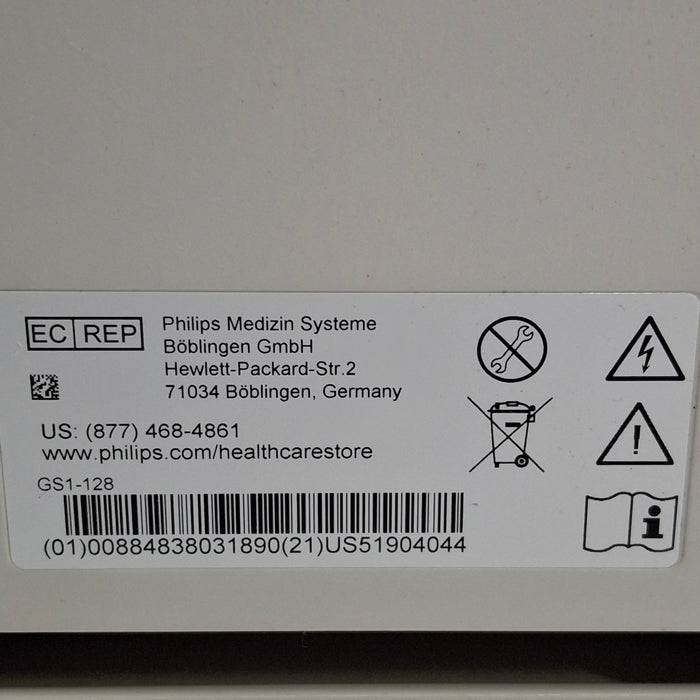 EC REP
Philips Medizin Systeme
Böblingen GmbH
Hewlett-Packard-Str.2
71034 Böblingen, Germany
US: (877) 468-4861
www.philips.com/healthcarestore
GS1-128
(01)00884838031890(21)US51904044